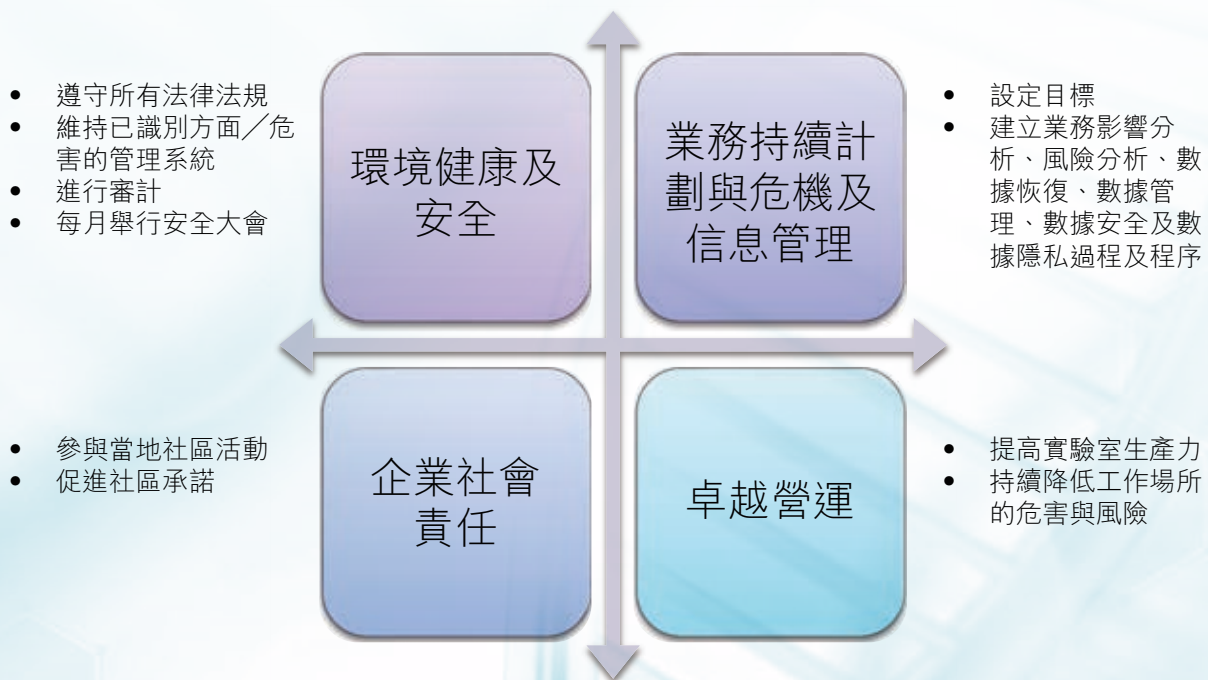 • 遵守所有法律法規
• 維持已識別方面╱危
害的管理系統
• 進行審計
• 每月舉行安全大會
環境健康及
安全
業務持續計
劃與危機及
信息管理
• 設定目標
• 建立業務影響分
析、風險分析、數
據恢復、數據管
理、數據安全及數
據隱私過程及程序
• 參與當地社區活動
• 促進社區承諾
企業社會
責任
卓越營運
• 提高實驗室生產力
• 持續降低工作場所
的危害與風險